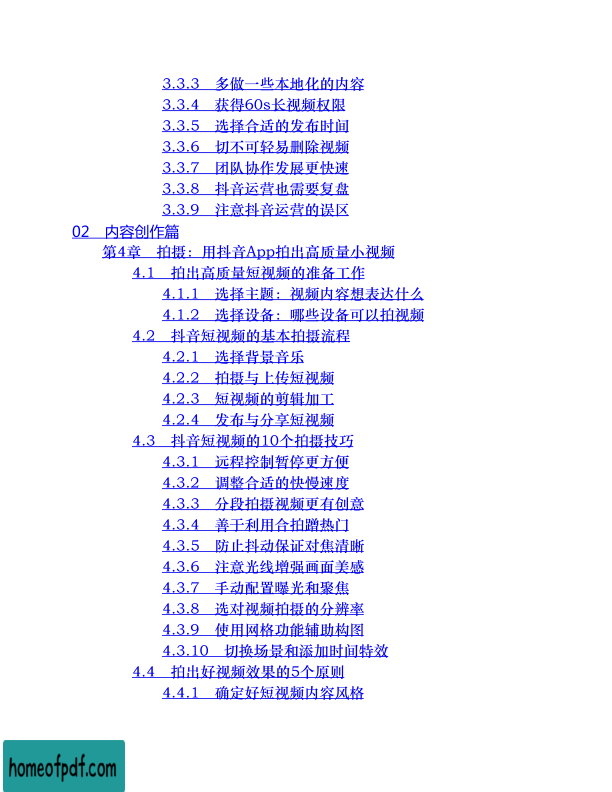 3.3.3 多做一些本地化的内容
3.3.4 获得60s长视频权限
3.3.5 选择合适的发布时间
3.3.6 切不可轻易删除视频
3.3.7 团队协作发展更快速
3.3.8 抖音运营也需要复盘
3.3.9 注意抖音运营的误区
02 内容创作篇
第4章 拍摄：用抖音App拍出高质量小视频
4.1 拍出高质量短视频的准备工作
4.1.1 选择主题：视频内容想表达什么
4.1.2 选择设备：哪些设备可以拍视频
4.2 抖音短视频的基本拍摄流程
4.2.1 选择背景音乐
4.2.2 拍摄与上传短视频
4.2.3 短视频的剪辑加工
4.2.4 发布与分享短视频
4.3 抖音短视频的10个拍摄技巧
4.3.1 远程控制暂停更方便
4.3.2 调整合适的快慢速度
4.3.3 分段拍摄视频更有创意
4.3.4 善于利用合拍蹭热门
4.3.5 防止抖动保证对焦清晰
4.3.6 注意光线增强画面美感
4.3.7 手动配置曝光和聚焦
4.3.8 选对视频拍摄的分辨率
4.3.9 使用网格功能辅助构图
4.3.10 切换场景和添加时间特效
4.4 拍出好视频效果的5个原则
4.4.1 确定好短视频内容风格
homeofpdf.com